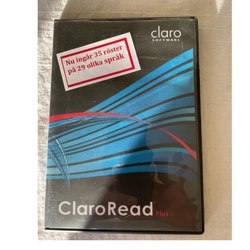 claro
SOFTWARE
Nu ingår 35 röster
på 29 olika språk
ClaroRead